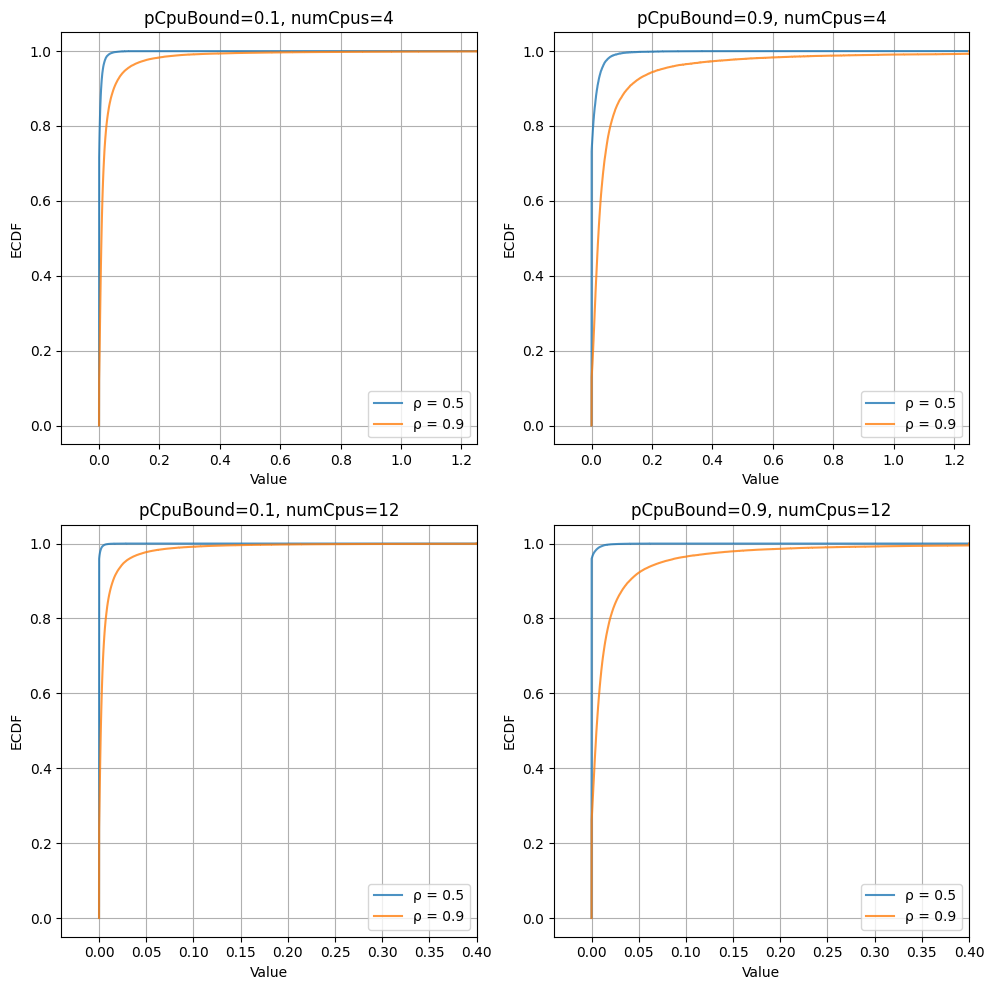 pCpuBound=0.1, numCpus=4
1.0
0.8
0.6
0.4
0.2
0.0
ECDF
0.0 0.2 0.4 0.6 0.8 1.0 1.2
Value
ρ = 0.5
ρ = 0.9
pCpuBound=0.9, numCpus=4
1.0
0.8
0.6
0.4
0.2
0.0
ECDF
0.0 0.2 0.4 0.6 0.8 1.0 1.2
Value
ρ = 0.5
ρ = 0.9
pCpuBound=0.1, numCpus=12
1.0
0.8
0.6
0.4
0.2
0.0
ECDF
0.00 0.05 0.10 0.15 0.20 0.25 0.30 0.35 0.40
Value
ρ = 0.5
ρ = 0.9
pCpuBound=0.9, numCpus=12
1.0
0.8
0.6
0.4
0.2
0.0
ECDF
0.00 0.05 0.10 0.15 0.20 0.25 0.30 0.35 0.40
Value
ρ = 0.5
ρ = 0.9